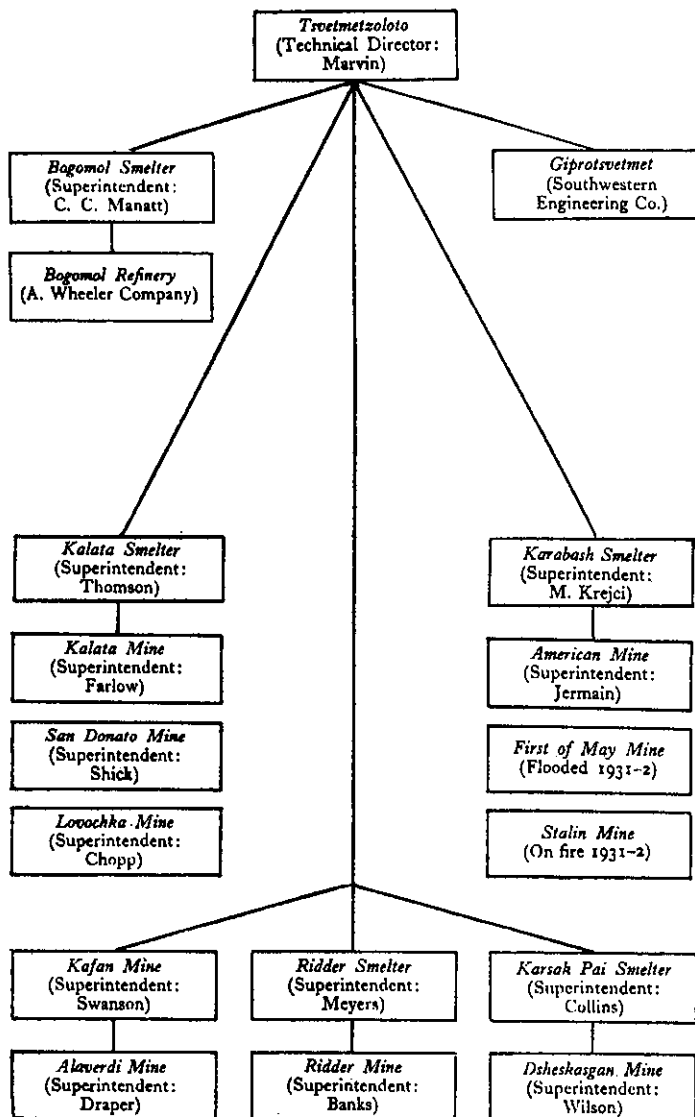 Tsvetmetzoloto
(Technical Director:
Marvin)
Bogomol Smelter
(Superintendent:
C. C. Manatt)
Giprotsvetmet
(Southwestern
Engineering Co.)
Bogomol Refinery
(A. Wheeler Company)
Kalata Smelter
(Superintendent:
Thomson)
Karabash Smelter
(Superintendent:
M. Krejci)
Kalata Mine
(Superintendent:
Farlow)
American Mine
(Superintendent:
Jermain)
San Donato Mine
(Superintendent:
Shick)
First of May Mine
(Flooded 1931-2)
Lovochka Mine
(Superintendent:
Chopp)
Stalin Mine
(On fire 1931-2)
Kafan Mine
(Superintendent:
Swanson)
Ridder Smelter
(Superintendent:
Meyers)
Karsak Pai Smelter
(Superintendent:
Collins)
Alaverdi Mine
(Superintendent:
Draper)
Ridder Mine
(Superintendent:
Banks)
Dsheskasgan Mine
(Superintendent:
Wilson)